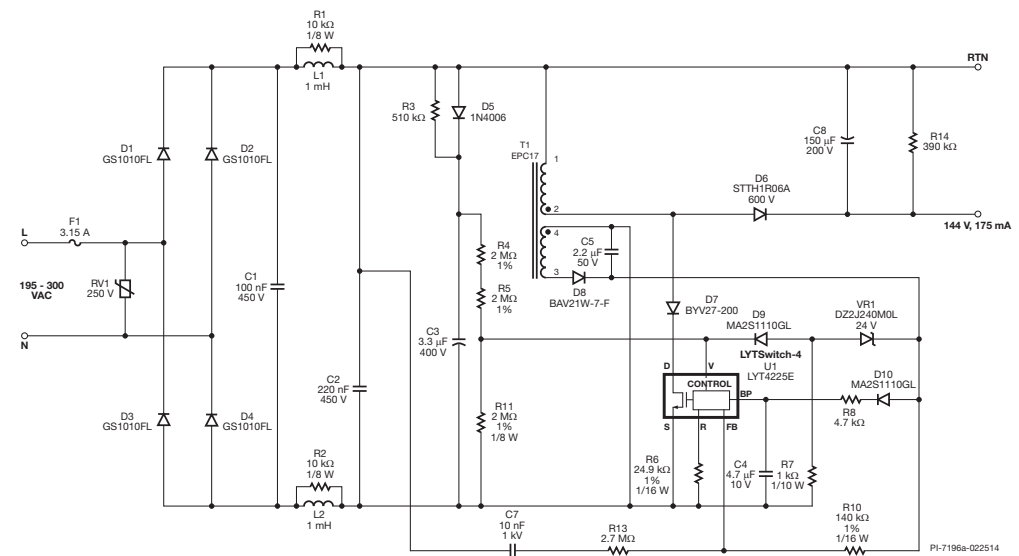 R1
10 kΩ
1/8 W
L1
1 mH
RTN
R3
510 kΩ
D5
1N4006
D1
GS1010FL
D2
GS1010FL
T1
EPC17
1
2
4
3
C8
150 µF
200 V
R14
390 kΩ
D6
STTH1R06A
600 V
144 V, 175 mA
L
F1
3.15 A
195 - 300
VAC
RV1
250 V
N
C1
100 nF
450 V
R4
2 MΩ
1%
R5
2 MΩ
1%
C5
2.2 µF
50 V
D8
BAV21W-7-F
D7
BYV27-200
D9
MA2S1110GL
VR1
DZ2J240M0L
24 V
LYTSwitch-4
U1
LYT4225E
C3
3.3 µF
400 V
C2
220 nF
450 V
D
V
CONTROL
BP
S
R
FB
D10
MA2S1110GL
R8
4.7 kΩ
D3
GS1010FL
D4
GS1010FL
R11
2 MΩ
1%
1/8 W
R2
10 kΩ
1/8 W
L2
1 mH
R6
24.9 kΩ
1%
1/16 W
C4
4.7 µF
10 V
R7
1 kΩ
1/10 W
C7
10 nF
1 kV
R13
2.7 MΩ
R10
140 kΩ
1%
1/16 W
PI-7196a-022514